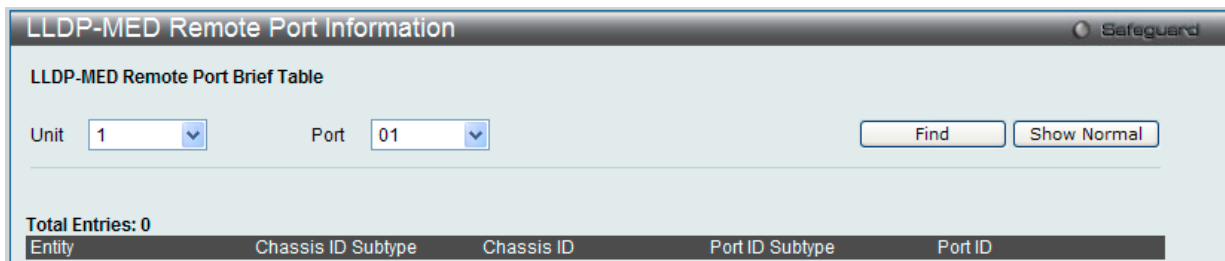 LLDP-MED Remote Port Information Safeguard
LLDP-MED Remote Port Brief Table
Unit 1 Port 01 Find Show Normal
Total Entries: 0
Entity Chassis ID Subtype Chassis ID Port ID Subtype Port ID